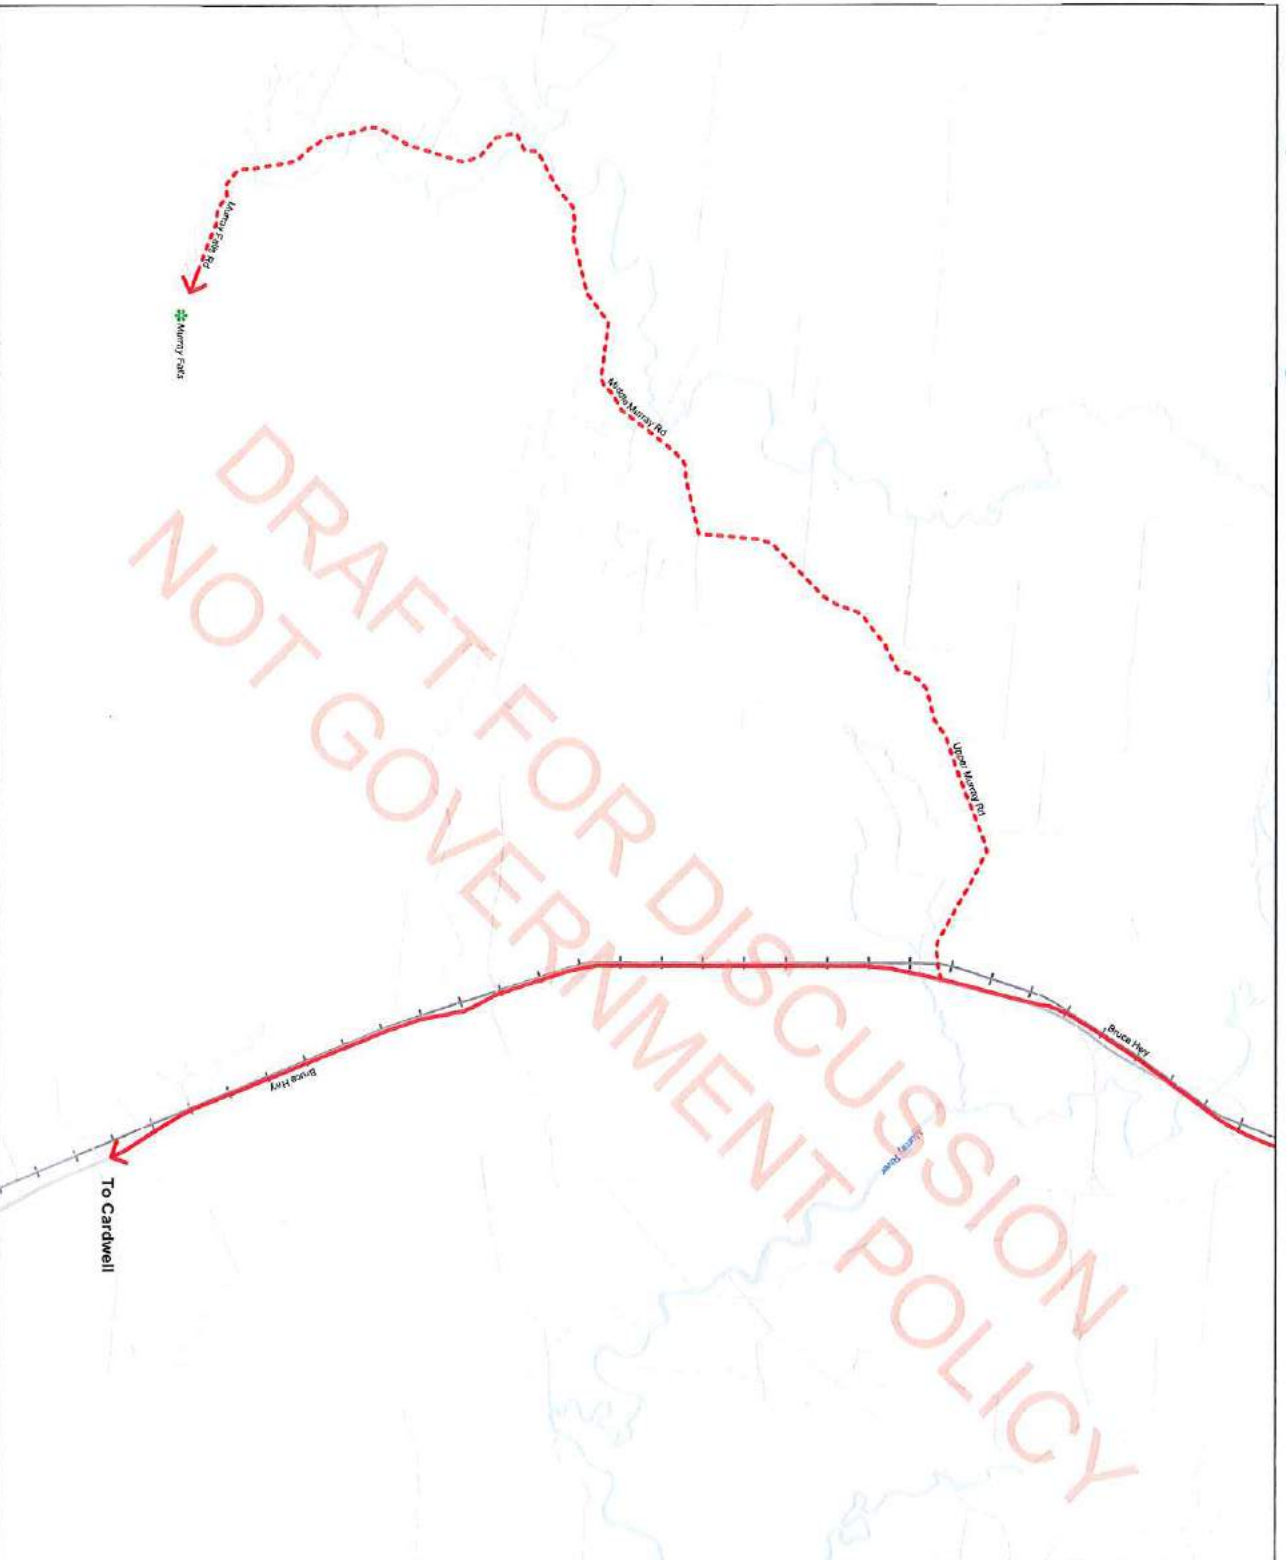 Murray Falls Rd
Murray Falls
Middle Murray Rd
Upper Murray Rd
Bruce Hwy
Bruce Hwy
Murray River
To Cardwell
DRAFT FOR DISCUSSION
NOT GOVERNMENT POLICY